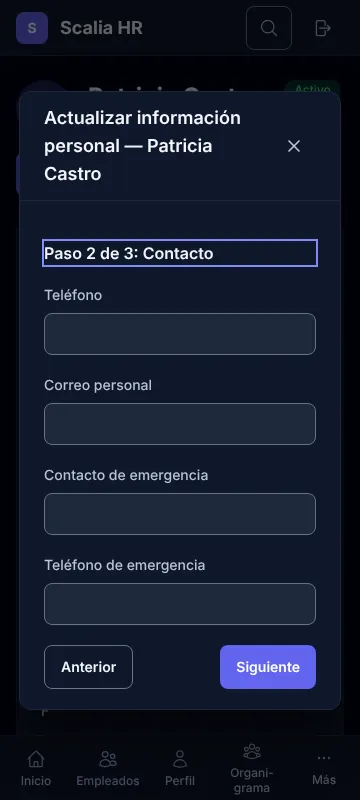 S Scalia HR
Activo
Actualizar información
personal — Patricia
Castro
Paso 2 de 3: Contacto
Teléfono
Correo personal
Contacto de emergencia
Teléfono de emergencia
Anterior
Siguiente
Inicio
Empleados
Perfil
Organi-
grama
Más